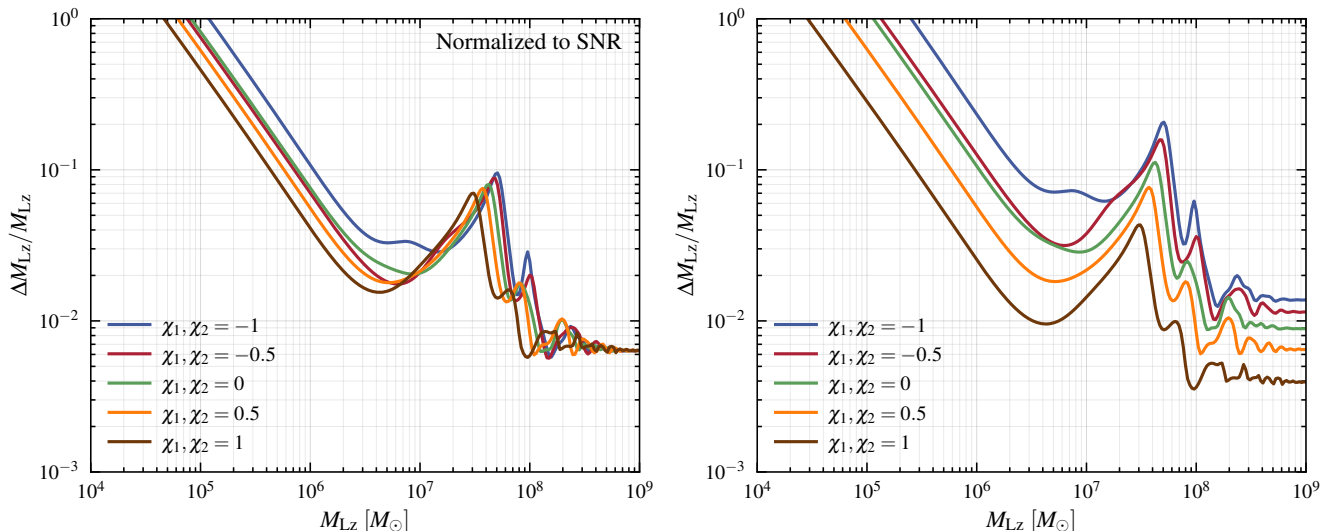 Normalized to SNR
ΔM_Lz/M_Lz
10^0
10^−1
10^−2
10^−3
χ1, χ2 = −1
χ1, χ2 = −0.5
χ1, χ2 = 0
χ1, χ2 = 0.5
χ1, χ2 = 1
10^4 10^5 10^6 10^7 10^8 10^9
M_Lz [M_⊙]
ΔM_Lz/M_Lz
10^0
10^−1
10^−2
10^−3
χ1, χ2 = −1
χ1, χ2 = −0.5
χ1, χ2 = 0
χ1, χ2 = 0.5
χ1, χ2 = 1
10^4 10^5 10^6 10^7 10^8 10^9
M_Lz [M_⊙]